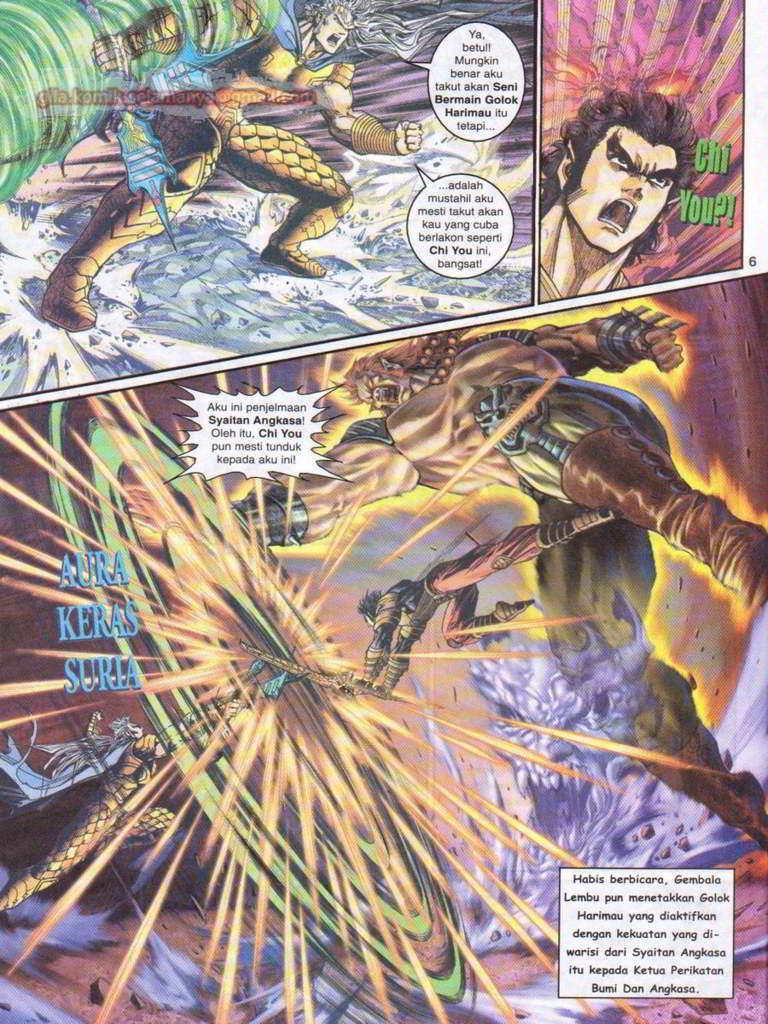 Ya,
betul!
Mungkin
benar aku
takut akan Seni
Bermain Golok
Harimau itu
tetapi...
...adalah
mustahil aku
mesti takut akan
kau yang cuba
berlakon seperti
Chi You ini,
bangsat!
Chi
You?!
6
Aku ini penjelmaan
Syaitan Angkasa!
Oleh itu, Chi You
pun mesti tunduk
kepada aku ini!
AURA
KERAS
SURIA
Habis berbicara, Gembala
Lembu pun menetakkan Golok
Harimau yang diaktifkan
dengan kekuatan yang di-
warisi dari Syaitan Angkasa
itu kepada Ketua Perikatan
Bumi Dan Angkasa.